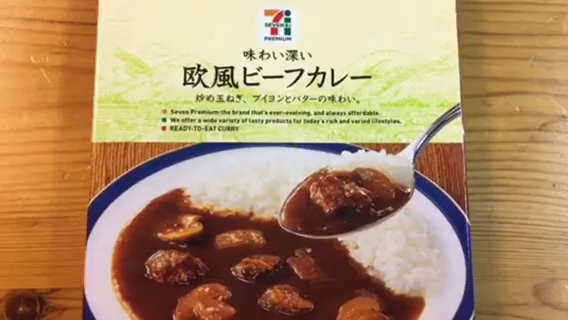 SEVEN & i
PREMIUM
味わい深い
欧風ビーフカレー
炒め玉ねぎ、ブイヨンとバターの味わい。
Seven Premium-the brand that's ever-evolving, and always affordable.
We offer a wide variety of tasty products for today's rich and varied lifestyles.
READY-TO-EAT CURRY